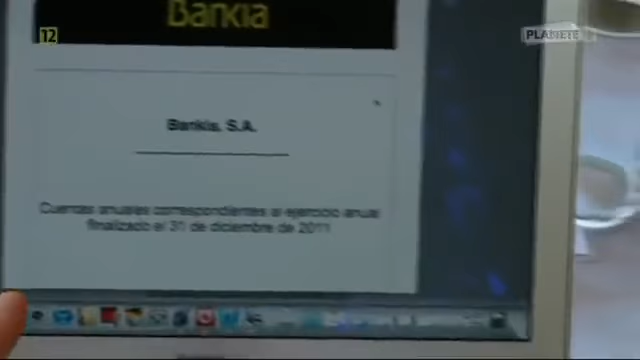 Bankia
12
PLANETE
Bankia, S.A.
Cuentas anuales correspondientes al ejercicio anual
finalizado el 31 de diciembre de 2011